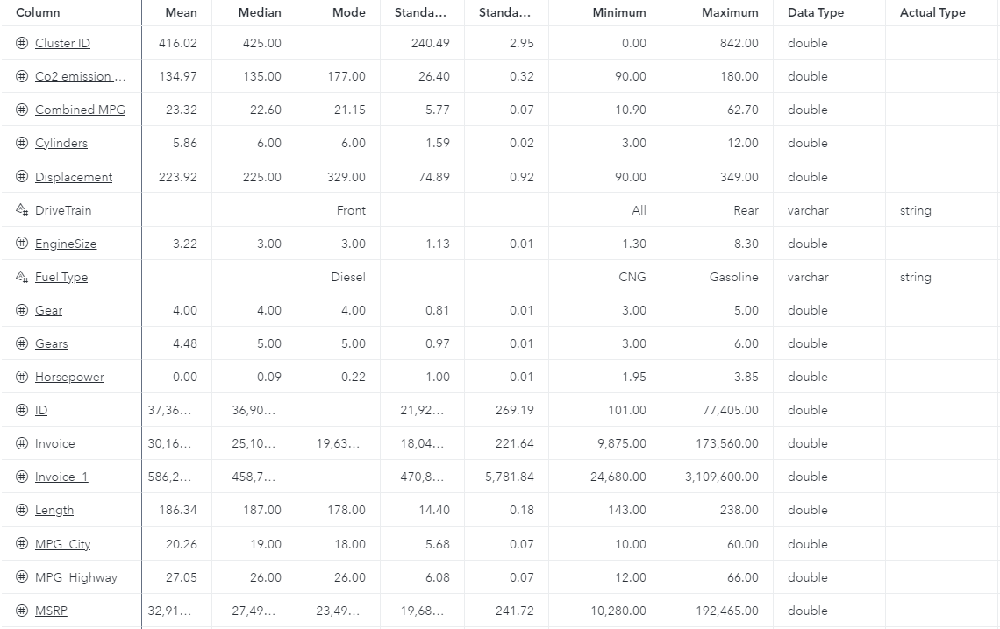 Column Mean Median Mode Standa... Standa... Minimum Maximum Data Type Actual Type
Cluster ID 416.02 425.00 240.49 2.95 0.00 842.00 double
Co2 emission ... 134.97 135.00 177.00 26.40 0.32 90.00 180.00 double
Combined MPG 23.32 22.60 21.15 5.77 0.07 10.90 62.70 double
Cylinders 5.86 6.00 6.00 1.59 0.02 3.00 12.00 double
Displacement 223.92 225.00 329.00 74.89 0.92 90.00 349.00 double
DriveTrain Front All Rear varchar string
EngineSize 3.22 3.00 3.00 1.13 0.01 1.30 8.30 double
Fuel Type Diesel CNG Gasoline varchar string
Gear 4.00 4.00 4.00 0.81 0.01 3.00 5.00 double
Gears 4.48 5.00 5.00 0.97 0.01 3.00 6.00 double
Horsepower -0.00 -0.09 -0.22 1.00 0.01 -1.95 3.85 double
ID 37,36... 36,90... 21,92... 269.19 101.00 77,405.00 double
Invoice 30,16... 25,10... 19,63... 18,04... 221.64 9,875.00 173,560.00 double
Invoice_1 586,2... 458,7... 470,8... 5,781.84 24,680.00 3,109,600.00 double
Length 186.34 187.00 178.00 14.40 0.18 143.00 238.00 double
MPG_City 20.26 19.00 18.00 5.68 0.07 10.00 60.00 double
MPG_Highway 27.05 26.00 26.00 6.08 0.07 12.00 66.00 double
MSRP 32,91... 27,49... 23,49... 19,68... 241.72 10,280.00 192,465.00 double